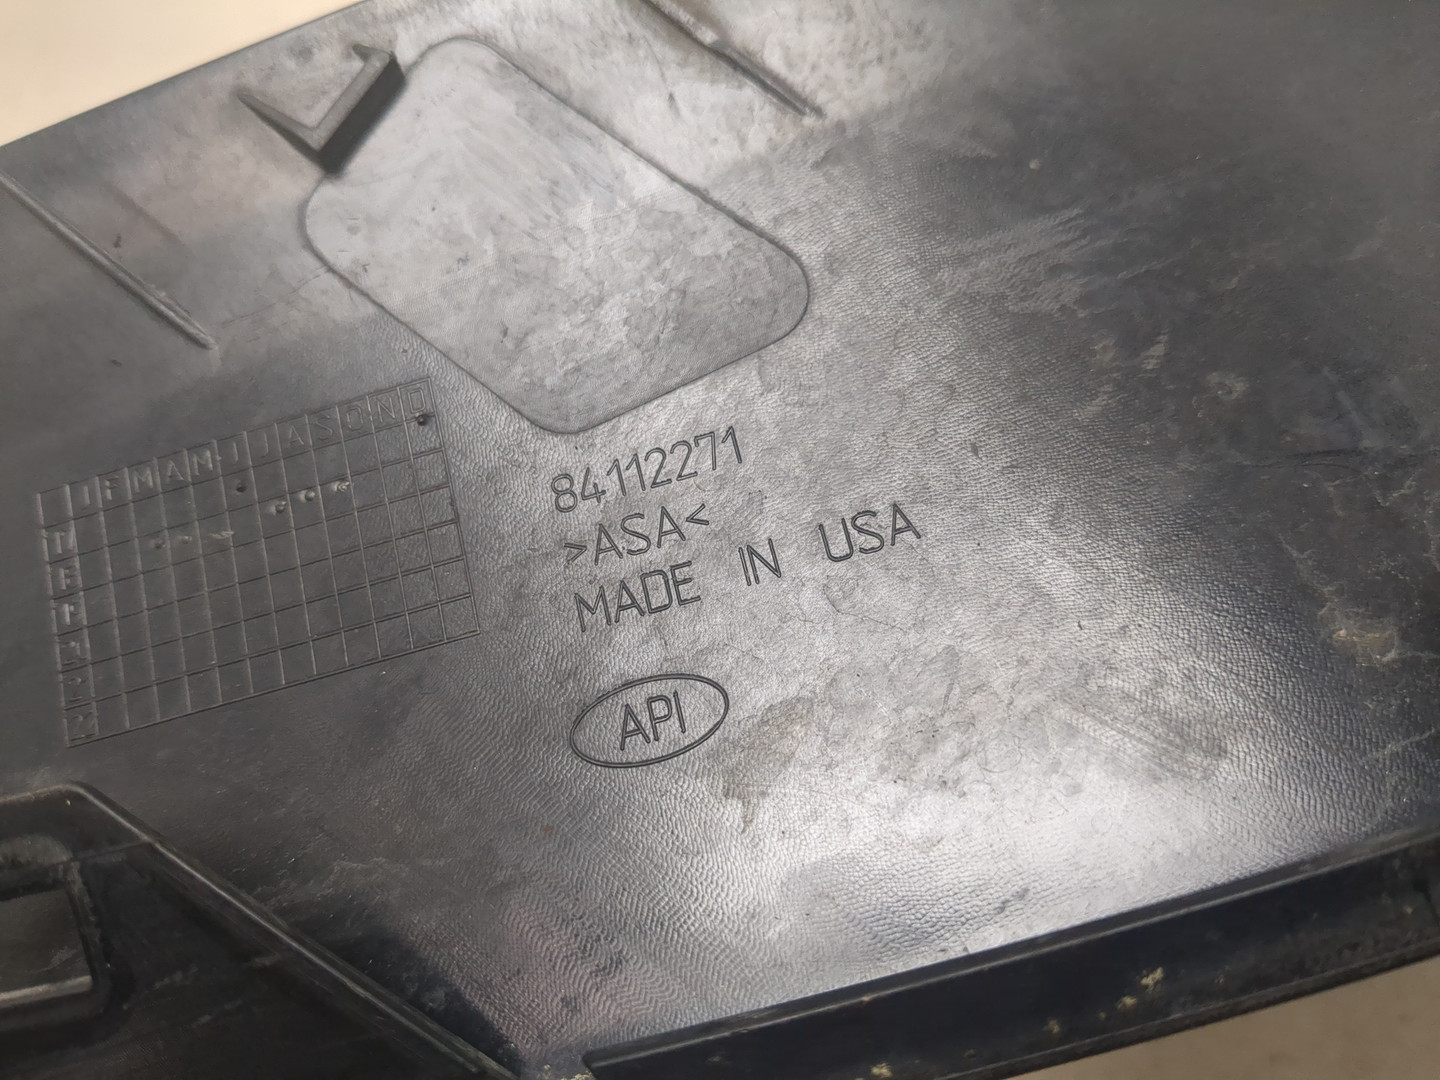 J F M A M J J A S O N D
84112271
>ASA<
MADE IN USA
API